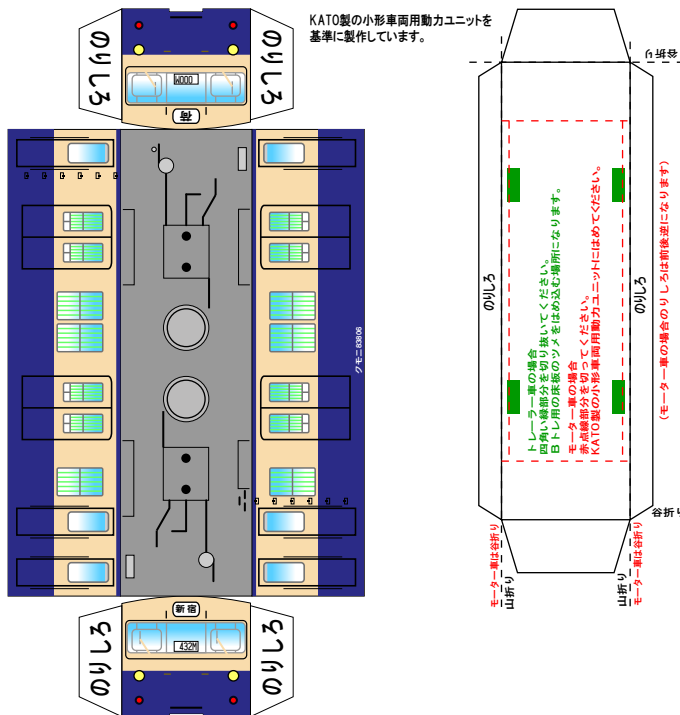 KATO製の小形車両用動力ユニットを
基準に製作しています。
のりしろ
のりしろ
W000
荷
クモニ83806
新宿
432M
のりしろ
のりしろ
谷折り
のりしろ
トレーラー車の場合
四角い緑部分を切り抜いてください。
Bトレ用の床板のツメをはめ込む場所になります。
モーター車の場合
赤点線部分を切ってください。
KATO製の小形車両用動力ユニットにはめてください。
のりしろ
(モーター車の場合のりしろは前後逆になります)
谷折り
モーター車は谷折り
山折り
山折り
モーター車は谷折り